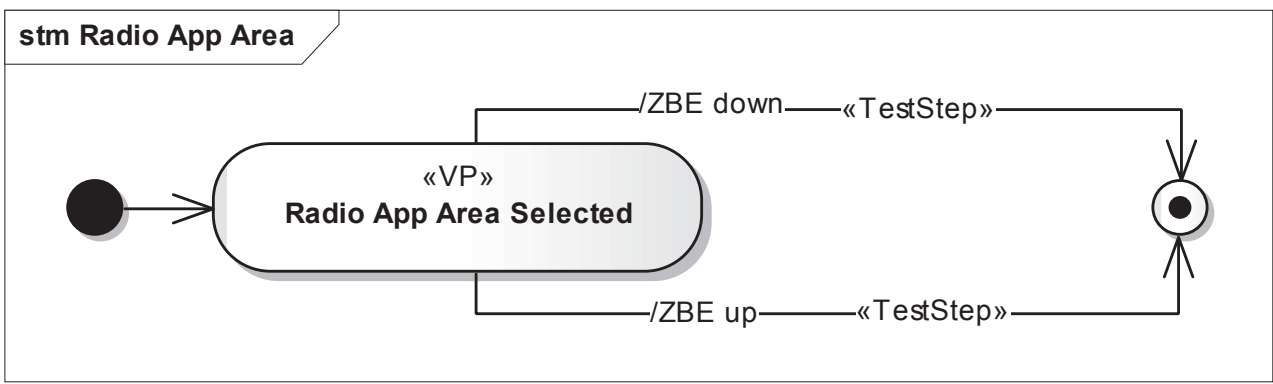 stm Radio App Area
/ZBE down «TestStep»
«VP»
Radio App Area Selected
/ZBE up «TestStep»